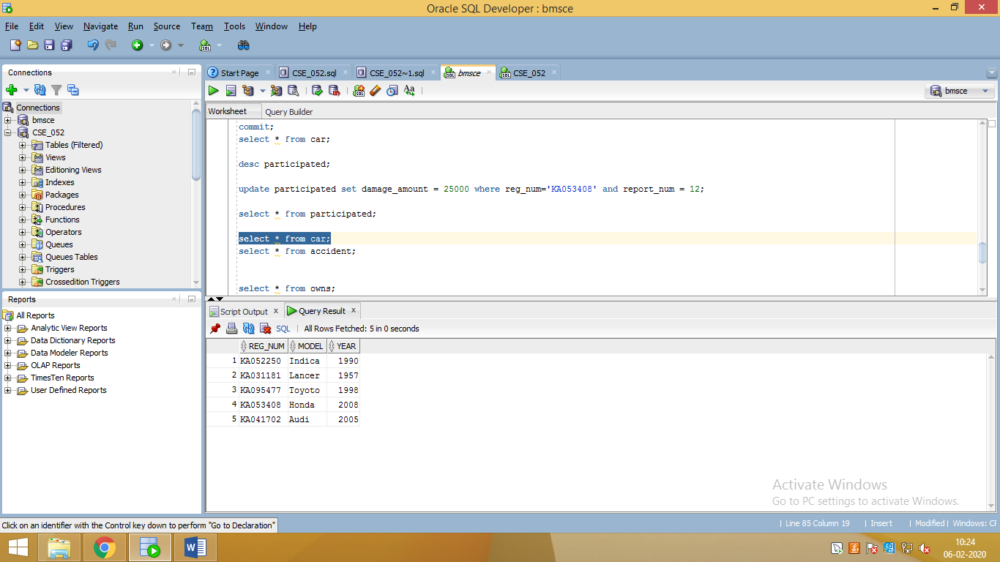 Oracle SQL Developer : bmsce
File Edit View Navigate Run Source Team Tools Window Help
Connections
Connections
bmsce
CSE_052
Tables (Filtered)
Views
Editioning Views
Indexes
Packages
Procedures
Functions
Operators
Queues
Queues Tables
Triggers
Crossedition Triggers
Reports
All Reports
Analytic View Reports
Data Dictionary Reports
Data Modeler Reports
OLAP Reports
TimesTen Reports
User Defined Reports
Start Page CSE_052.sql CSE_052~1.sql bmsce CSE_052
bmsce
Worksheet Query Builder
commit;
select * from car;
desc participated;
update participated set damage_amount = 25000 where reg_num='KA053408' and report_num = 12;
select * from participated;
select * from car;
select * from accident;
select * from owns;
Script Output x Query Result x
SQL | All Rows Fetched: 5 in 0 seconds
REG_NUM MODEL YEAR
1 KA052250 Indica 1990
2 KA031181 Lancer 1957
3 KA095477 Toyoto 1998
4 KA053408 Honda 2008
5 KA041702 Audi 2005
Activate Windows
Go to PC settings to activate Windows.
Click on an identifier with the Control key down to perform "Go to Declaration"
| Line 85 Column 19 | Insert | Modified | Windows: CF
10:24
06-02-2020